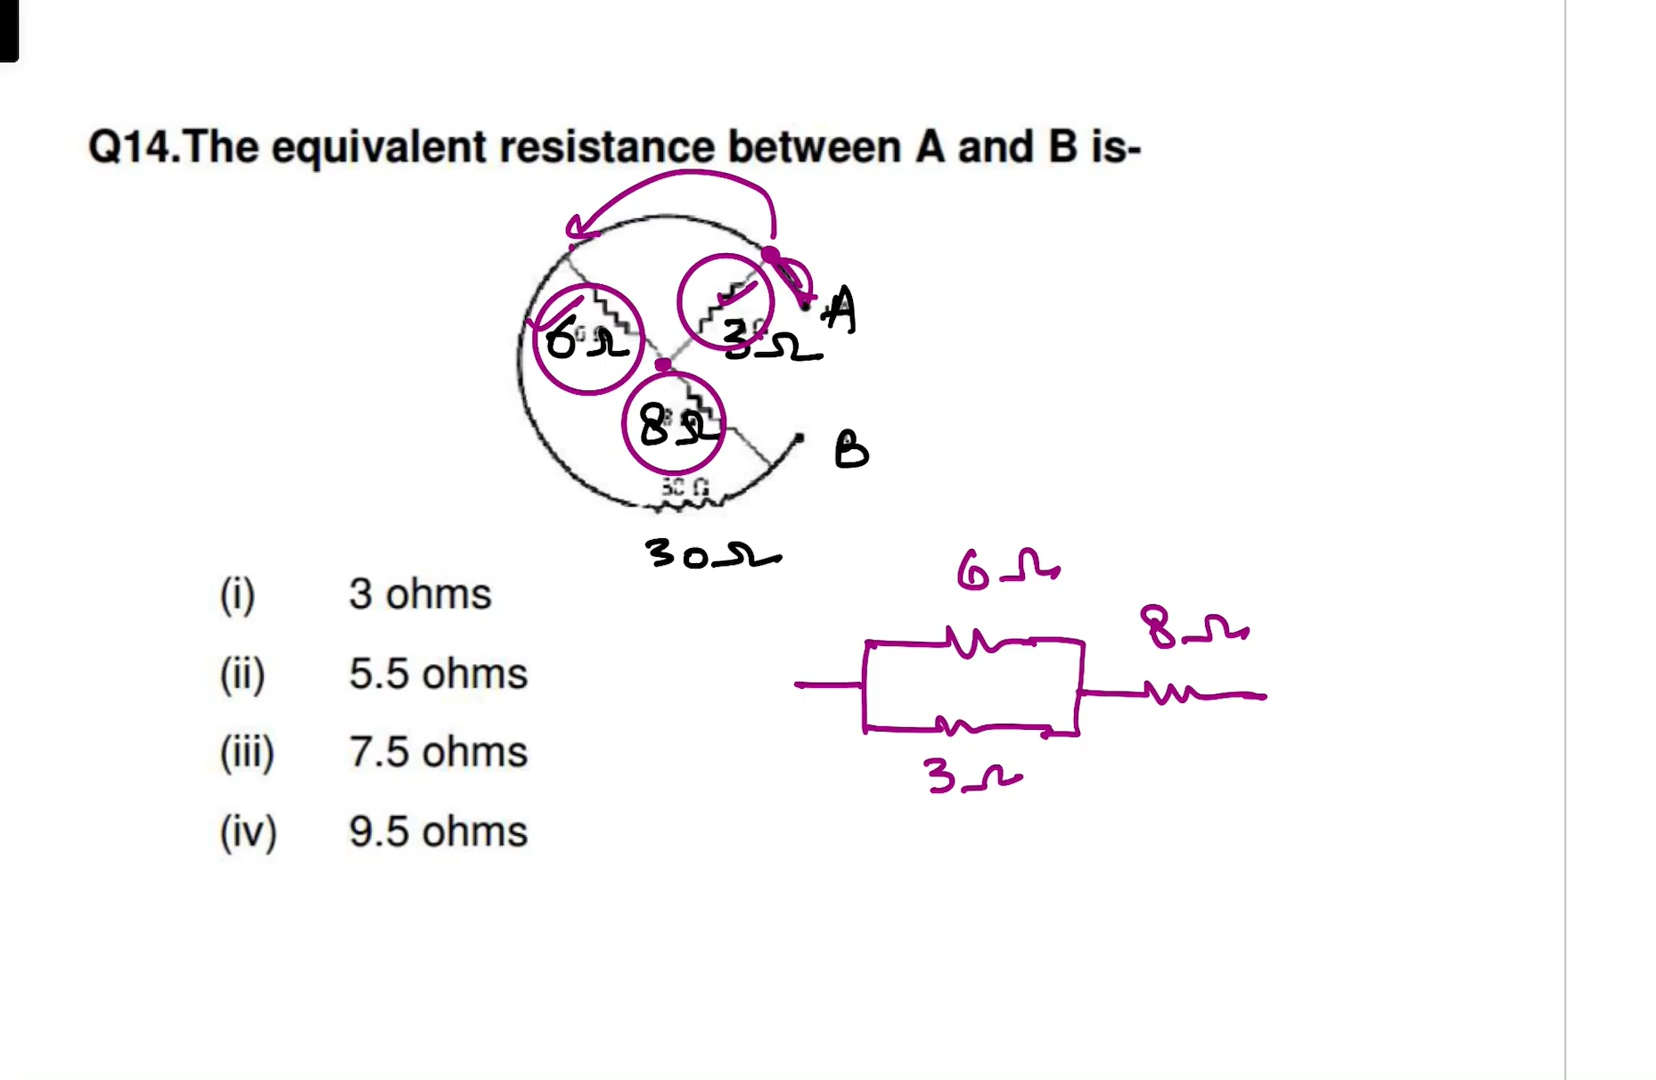 Q14.The equivalent resistance between A and B is-
A
6Ω
3Ω
8Ω
B
30 Ω
30Ω
(i) 3 ohms
(ii) 5.5 ohms
(iii) 7.5 ohms
(iv) 9.5 ohms
6Ω
8Ω
3Ω